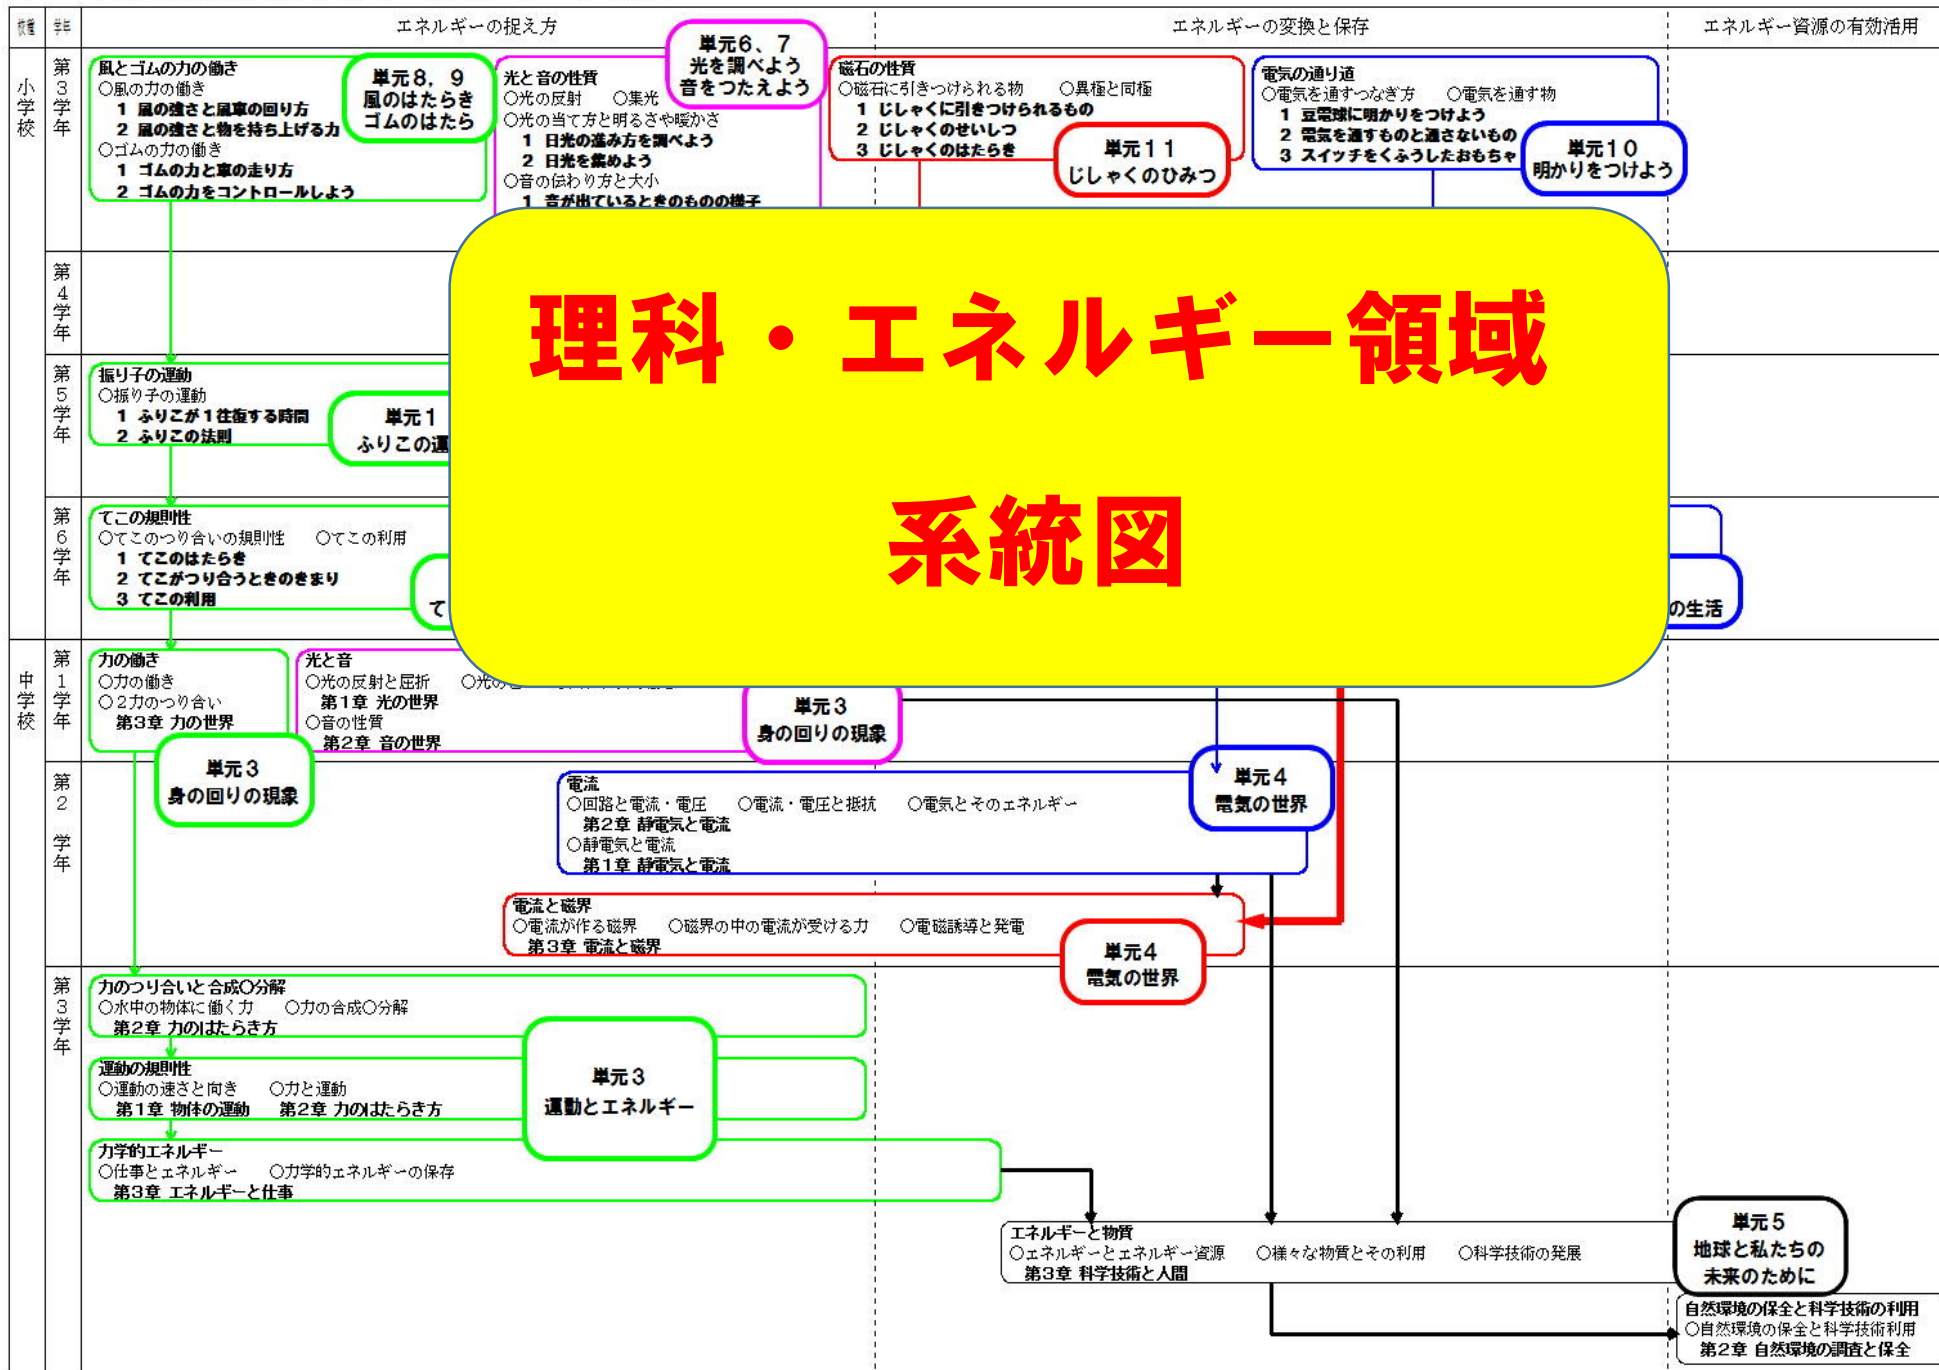 校種
学年
エネルギーの捉え方
エネルギーの変換と保存
エネルギー資源の有効活用
小学校
第3学年
風とゴムの力の働き
○風の力の働き
1 風の強さと風車の回り方
2 風の強さと物を持ち上げる力
○ゴムの力の働き
1 ゴムの力と車の走り方
2 ゴムの力をコントロールしよう
単元8，9
風のはたらき
ゴムのはたら
光と音の性質
○光の反射 ○集光
○光の当て方と明るさや暖かさ
1 日光の進み方を調べよう
2 日光を集めよう
○音の伝わり方と大小
1 音が出ているときのものの様子
単元6、7
光を調べよう
音をつたえよう
磁石の性質
○磁石に引きつけられる物 ○異極と同極
1 じしゃくに引きつけられるもの
2 じしゃくのせいしつ
3 じしゃくのはたらき
単元11
じしゃくのひみつ
電気の通り道
○電気を通すつなぎ方 ○電気を通す物
1 豆電球に明かりをつけよう
2 電気を通すものと通さないもの
3 スイッチをくふうしたおもちゃ
単元10
明かりをつけよう
理科・エネルギー領域
系統図
第4学年
第5学年
振り子の運動
○振り子の運動
1 ふりこが1往復する時間
2 ふりこの法則
単元1
ふりこの運
第6学年
てこの規則性
○てこのつり合いの規則性 ○てこの利用
1 てこのはたらき
2 てこがつり合うときのきまり
3 てこの利用
て
の生活
中学校
第1学年
力の働き
○力の働き
○2力のつり合い
第3章 力の世界
単元3
身の回りの現象
光と音
○光の反射と屈折
第1章 光の世界
○音の性質
第2章 音の世界
単元3
身の回りの現象
第2学年
電流
○回路と電流・電圧 ○電流・電圧と抵抗 ○電気とそのエネルギー
第2章 静電気と電流
○静電気と電流
第1章 静電気と電流
単元4
電気の世界
電流と磁界
○電流が作る磁界 ○磁界の中の電流が受ける力 ○電磁誘導と発電
第3章 電流と磁界
単元4
電気の世界
第3学年
力のつり合いと合成○分解
○水中の物体に働く力 ○力の合成○分解
第2章 力のはたらき方
運動の規則性
○運動の速さと向き ○力と運動
第1章 物体の運動 第2章 力のはたらき方
単元3
運動とエネルギー
力学的エネルギー
○仕事とエネルギー ○力学的エネルギーの保存
第3章 エネルギーと仕事
エネルギーと物質
○エネルギーとエネルギー資源 ○様々な物質とその利用 ○科学技術の発展
第3章 科学技術と人間
単元5
地球と私たちの
未来のために
自然環境の保全と科学技術の利用
○自然環境の保全と科学技術利用
第2章 自然環境の調査と保全